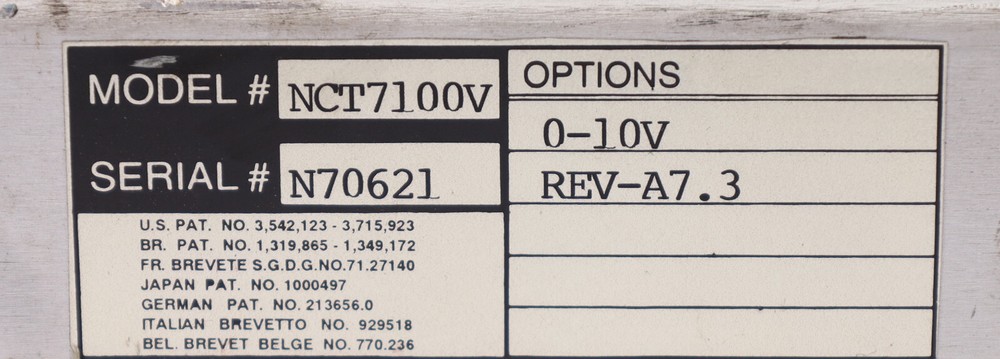 MODEL # NCT7100V
SERIAL # N70621
U.S. PAT. NO. 3,542,123 - 3,715,923
BR. PAT. NO. 1,319,865 - 1,349,172
FR. BREVETE S.G.D.G.NO.71.27140
JAPAN PAT. NO. 1000497
GERMAN PAT. NO. 213656.0
ITALIAN BREVETTO NO. 929518
BEL. BREVET BELGE NO. 770.236
OPTIONS
0-10V
REV-A7.3